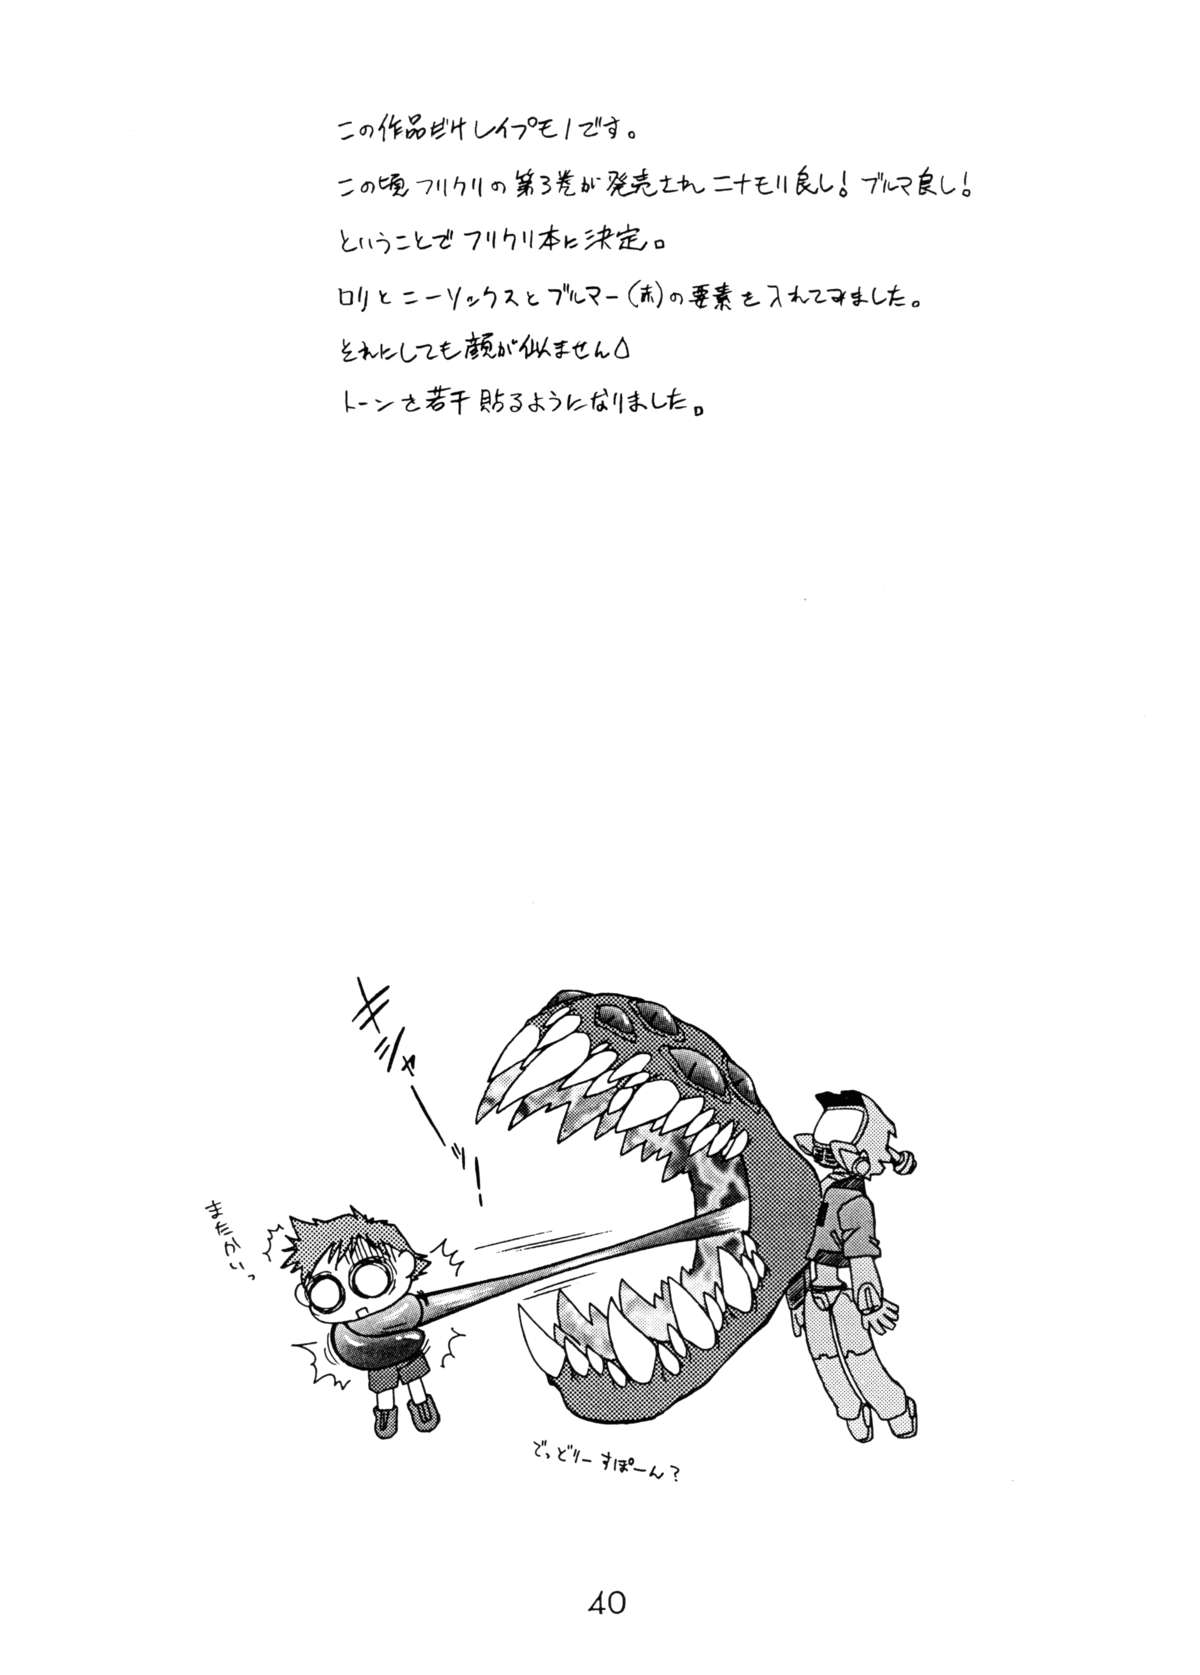 この作品だけレイプモノです。
この頃フリクリの第3巻が発売されニナモリ良し！ブルマ良し！
ということでフリクリ本に決定。
ロリとニーソックスとブルマー(赤)の要素を入れてみました。
それにしても顔が似ません
トーンを若干貼るようになりました。
キシャーッ！
またかいっ
でっどりーすぽーん？
40